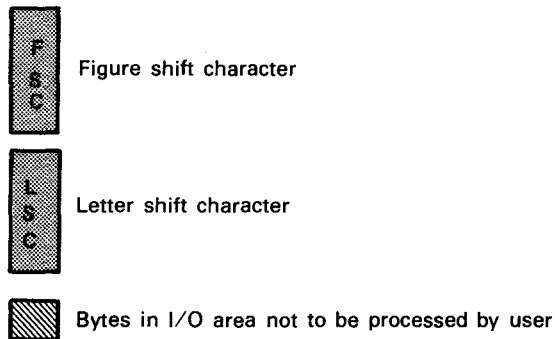 F
S
C
Figure shift character
L
S
C
Letter shift character
Bytes in I/O area not to be processed by user